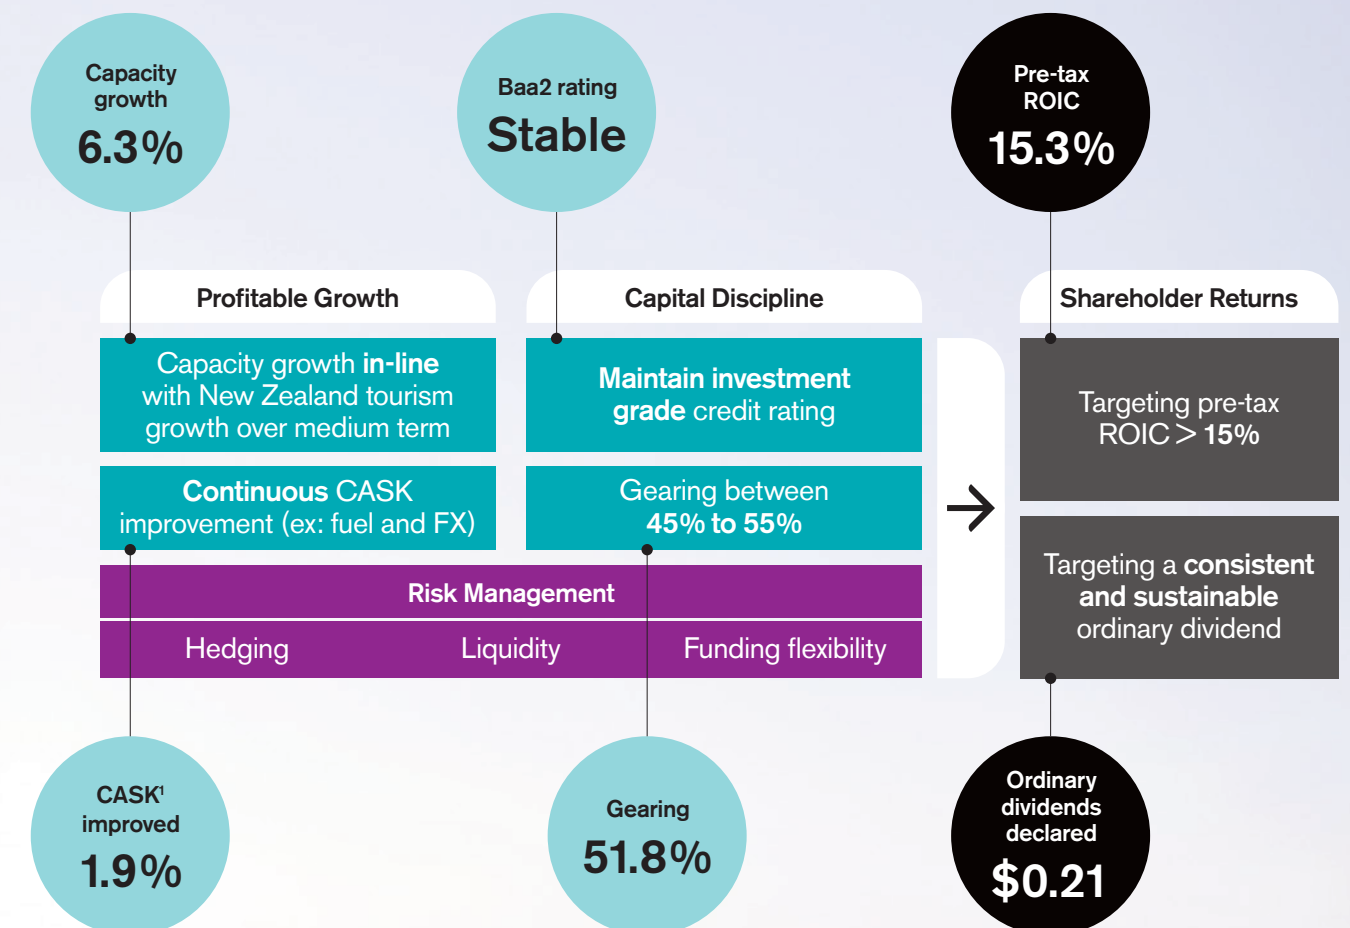 Capacity
growth
6.3%
Baa2 rating
Stable
Pre-tax
ROIC
15.3%
Profitable Growth
Capacity growth in-line
with New Zealand tourism
growth over medium term
Continuous CASK
improvement (ex: fuel and FX)
Capital Discipline
Maintain investment
grade credit rating
Gearing between
45% to 55%
Risk Management
Hedging
Liquidity
Funding flexibility
→
Shareholder Returns
Targeting pre-tax
ROIC > 15%
Targeting a consistent
and sustainable
ordinary dividend
CASK¹
improved
1.9%
Gearing
51.8%
Ordinary
dividends
declared
$0.21